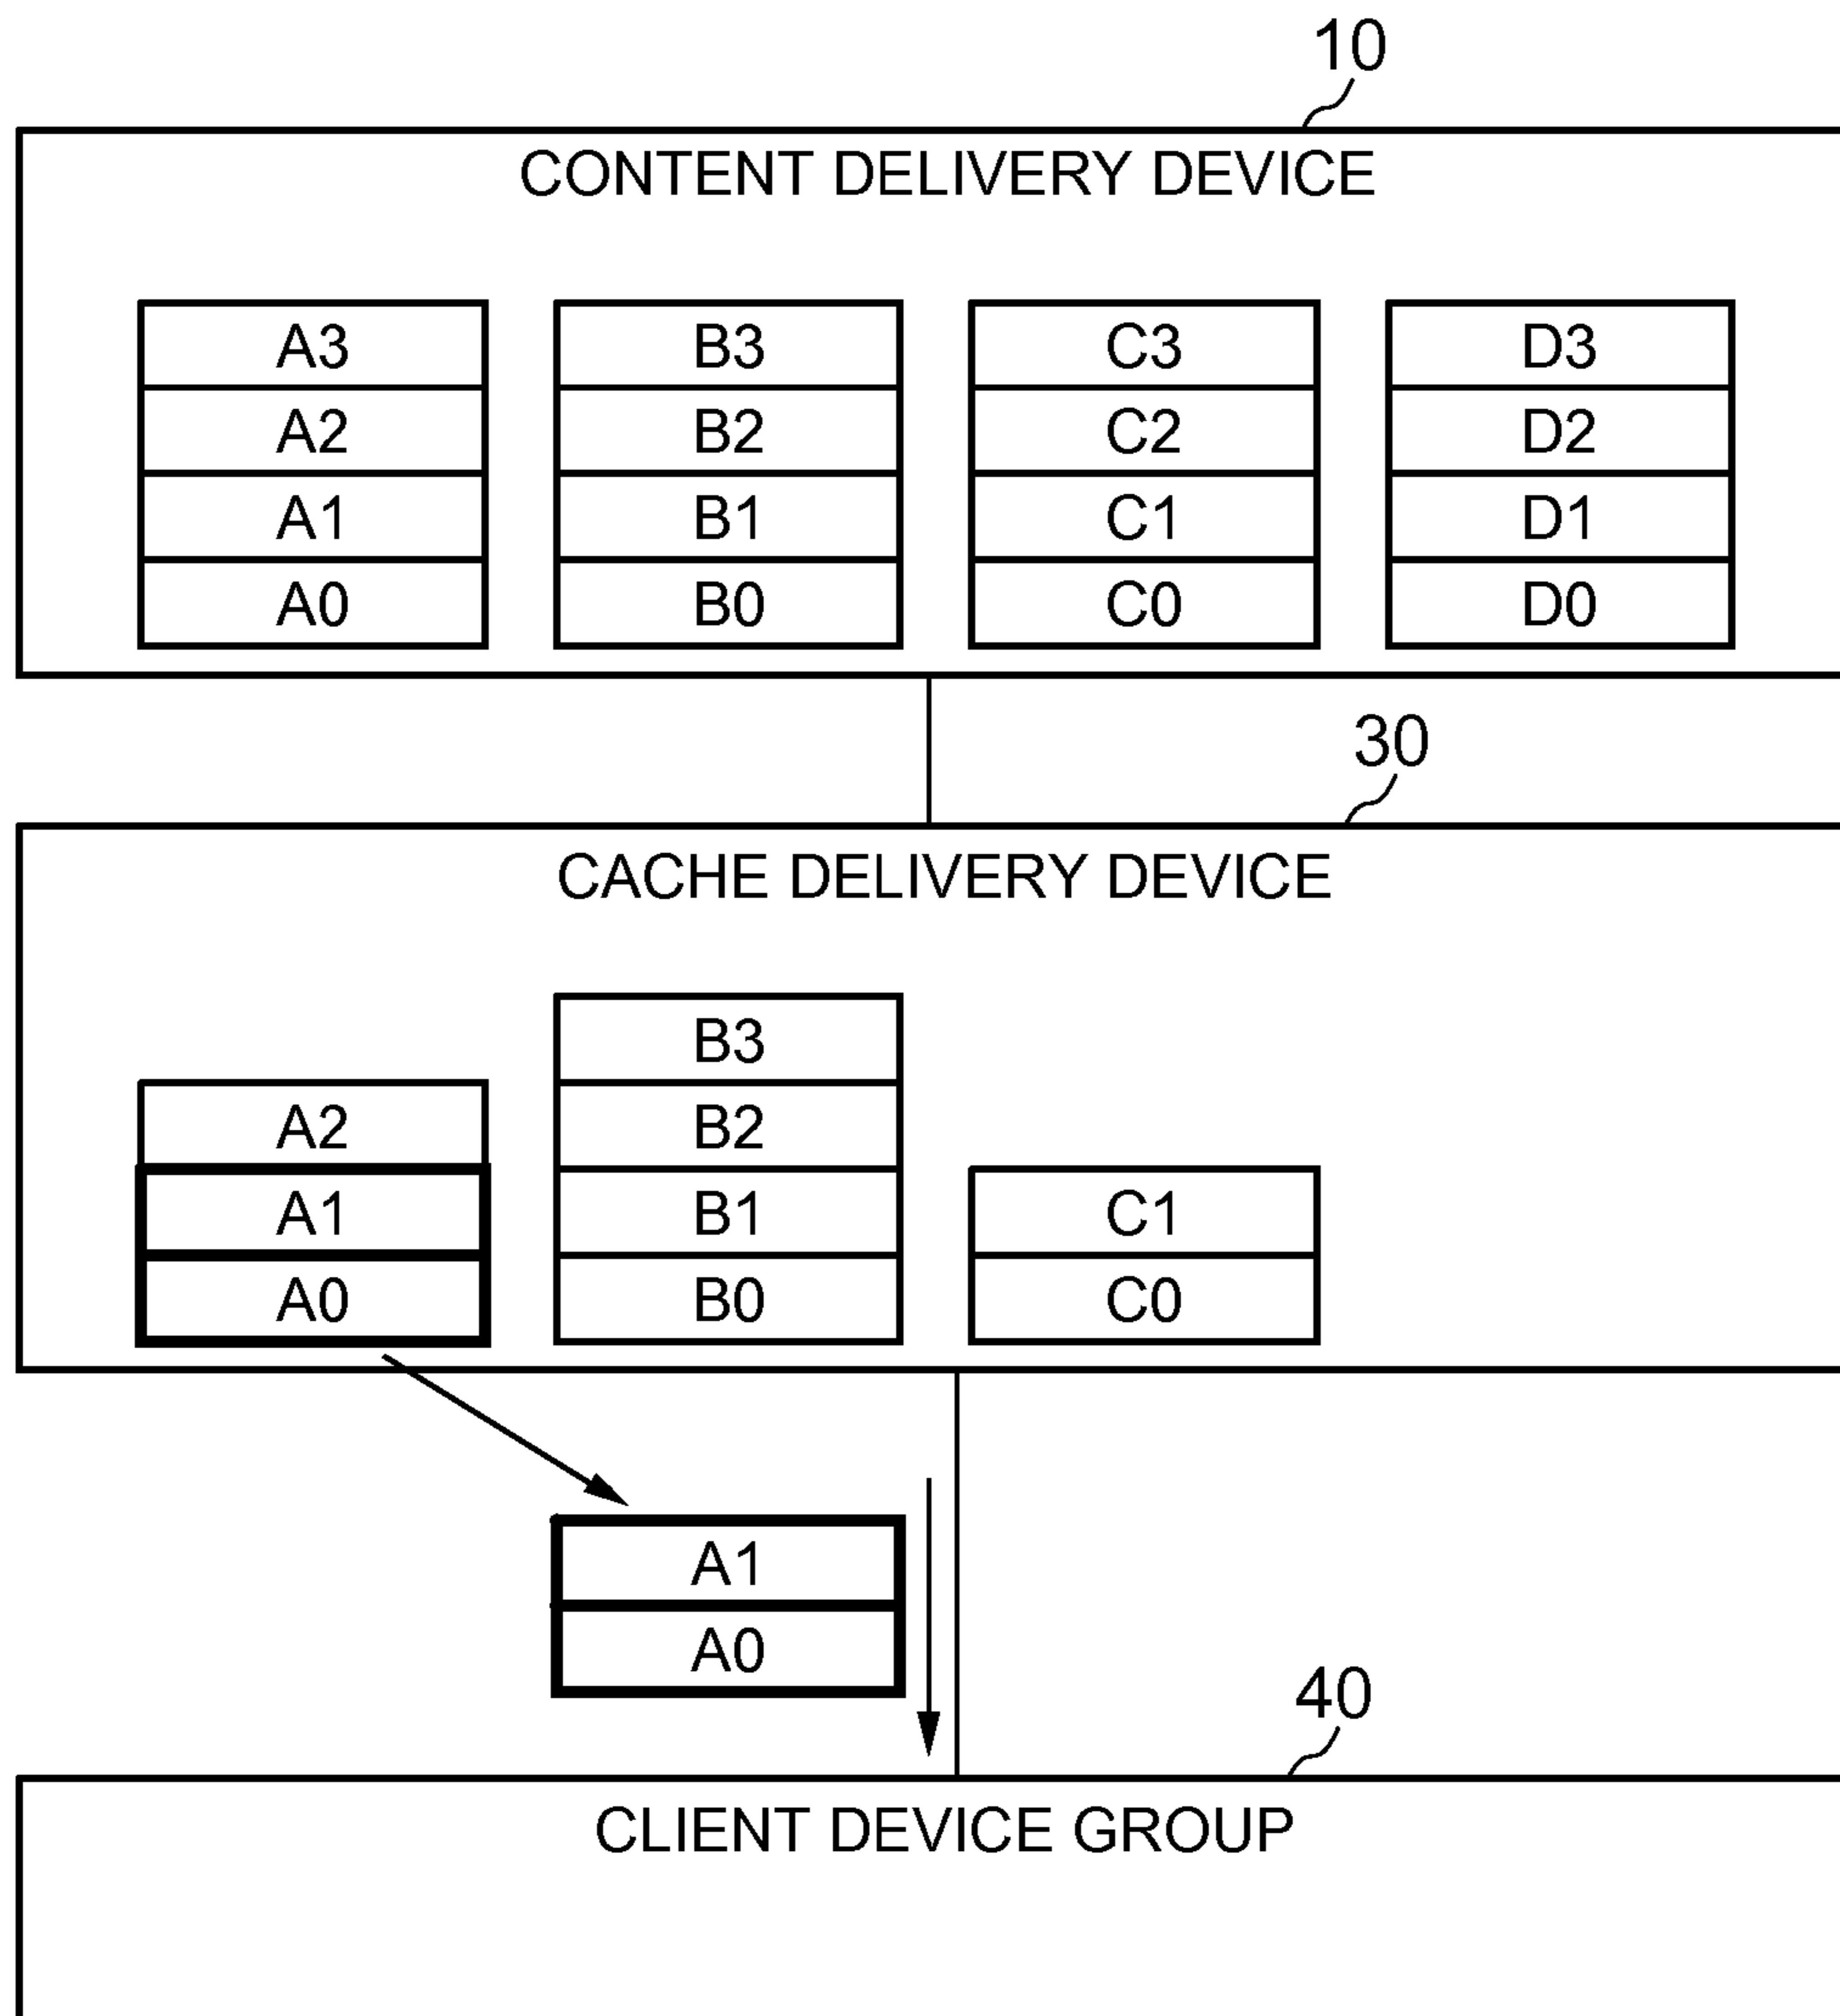 10
CONTENT DELIVERY DEVICE
A3 B3 C3 D3
A2 B2 C2 D2
A1 B1 C1 D1
A0 B0 C0 D0
30
CACHE DELIVERY DEVICE
B3
A2 B2
A1 B1 C1
A0 B0 C0
A1
A0
40
CLIENT DEVICE GROUP